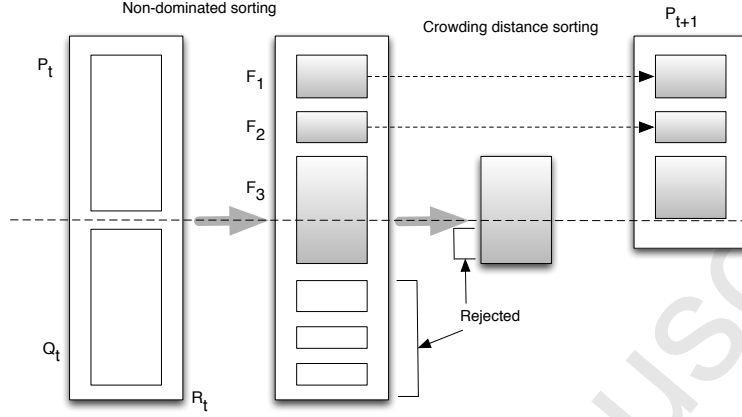 Non-dominated sorting
Crowding distance sorting
P_t+1
P_t
F_1
F_2
F_3
Rejected
Q_t
R_t